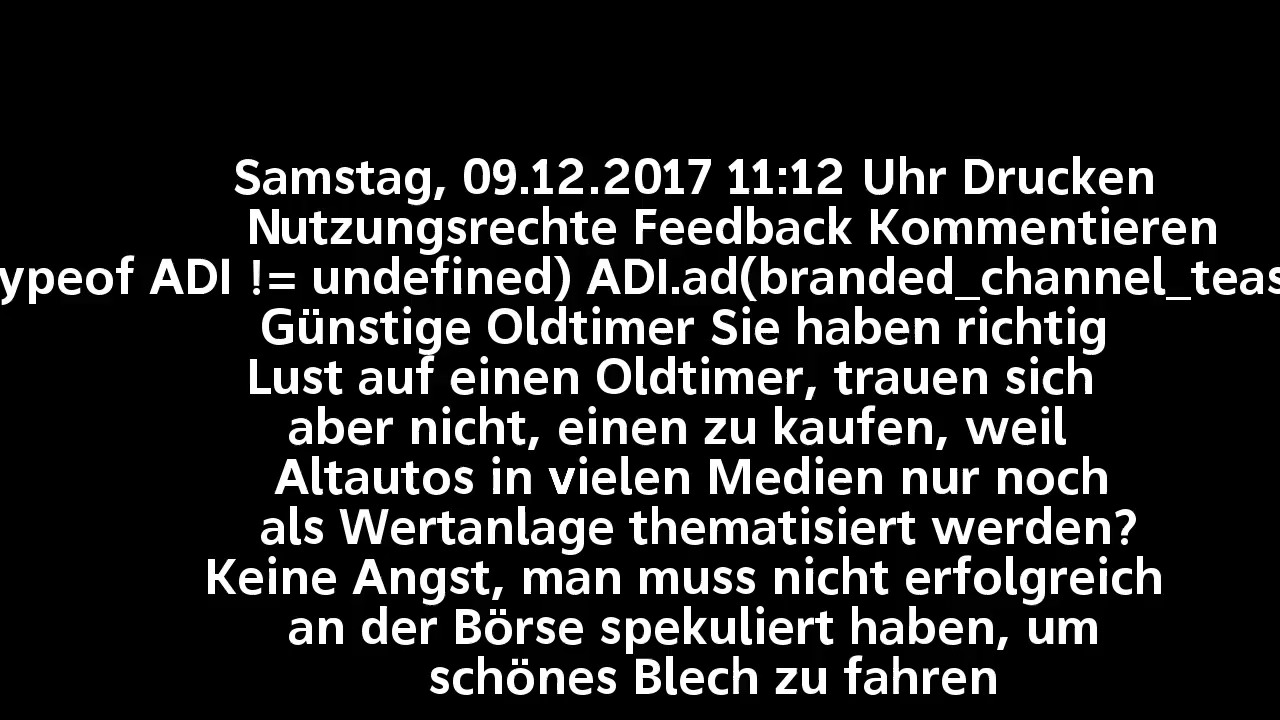 Samstag, 09.12.2017 11:12 Uhr Drucken
Nutzungsrechte Feedback Kommentieren
ypeof ADI != undefined) ADI.ad(branded_channel_teas
Günstige Oldtimer Sie haben richtig
Lust auf einen Oldtimer, trauen sich
aber nicht, einen zu kaufen, weil
Altautos in vielen Medien nur noch
als Wertanlage thematisiert werden?
Keine Angst, man muss nicht erfolgreich
an der Börse spekuliert haben, um
schönes Blech zu fahren